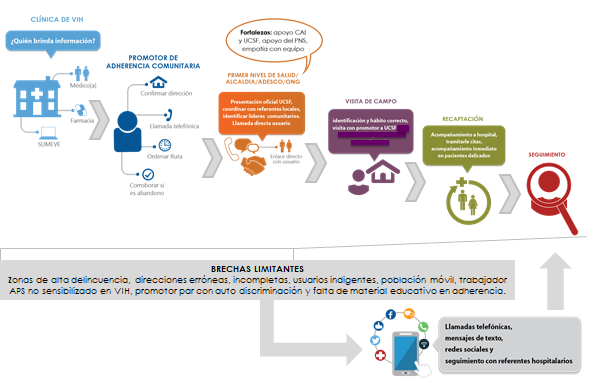 CLÍNICA DE VIH
¿Quién brinda información?
Médico(a)
Farmacia
SUMEVE
PROMOTOR DE
ADHERENCIA COMUNITARIA
Confirmar dirección
Llamada telefónica
Ordenar Ruta
Corroborar si
es abandono
Fortalezas: apoyo CAI
y UCSF, apoyo del PNS,
empatía con equipo
PRIMER NIVEL DE SALUD/
ALCALDIA/ADESCO/ONG
Presentación oficial UCSF,
coordinar con referentes locales,
identificar líderes comunitarios.
Llamada directa usuario
Enlace directo
con usuario
VISITA DE CAMPO
identificación y hábito correcto,
visita con promotor a UCSF
RECAPTACIÓN
Acompañamiento a hospital,
tramitarle citas.
acompañamiento inmediato
en pacientes delicados
SEGUIMIENTO
BRECHAS LIMITANTES
Zonas de alta delincuencia, direcciones erróneas, incompletas, usuarios indigentes, población móvil, trabajador
APS no sensibilizado en VIH, promotor par con auto discriminación y falta de material educativo en adherencia.
Llamadas telefónicas,
mensajes de texto,
redes sociales y
seguimiento con referentes hospitalarios